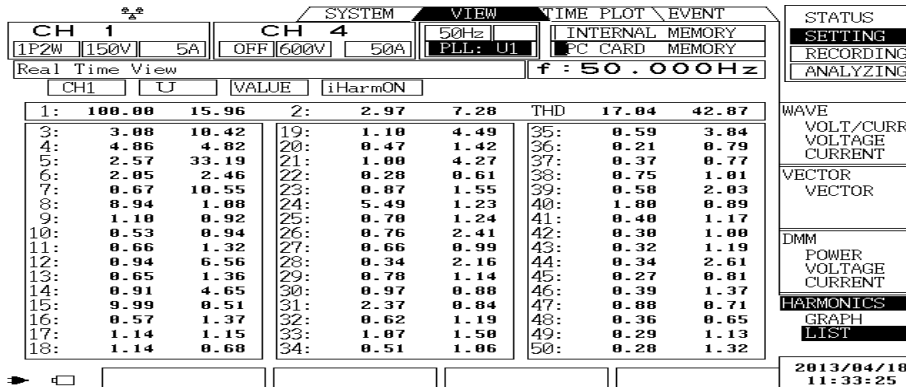 SYSTEM VIEW TIME PLOT EVENT
CH 1 CH 4 50Hz INTERNAL MEMORY
1P2W 150V 5A OFF 600V 50A PLL: U1 PC CARD MEMORY
Real Time View f:50.000Hz
CH1 U VALUE iHarmON
1: 100.00 15.96 2: 2.97 7.28 THD 17.04 42.87
3: 3.08 10.42 19: 1.10 4.49 35: 0.59 3.84
4: 4.86 4.82 20: 0.47 1.42 36: 0.21 0.79
5: 2.57 33.19 21: 1.00 4.27 37: 0.37 0.77
6: 2.05 2.46 22: 0.28 0.61 38: 0.75 1.01
7: 0.67 10.55 23: 0.87 1.55 39: 0.58 2.03
8: 8.94 1.08 24: 5.49 1.23 40: 1.80 0.89
9: 1.10 0.92 25: 0.70 1.24 41: 0.40 1.17
10: 0.53 0.94 26: 0.76 2.41 42: 0.30 1.00
11: 0.66 1.32 27: 0.66 0.99 43: 0.32 1.19
12: 0.94 6.56 28: 0.34 2.16 44: 0.34 2.61
13: 0.65 1.36 29: 0.78 1.14 45: 0.27 0.81
14: 0.91 4.65 30: 0.97 0.88 46: 0.39 1.37
15: 9.99 0.51 31: 2.37 0.84 47: 0.88 0.71
16: 0.57 1.37 32: 0.62 1.19 48: 0.36 0.65
17: 1.14 1.15 33: 1.07 1.50 49: 0.29 1.13
18: 1.14 0.68 34: 0.51 1.06 50: 0.28 1.32
STATUS
SETTING
RECORDING
ANALYZING
WAVE
VOLT/CURR
VOLTAGE
CURRENT
VECTOR
VECTOR
DMM
POWER
VOLTAGE
CURRENT
HARMONICS
GRAPH
LIST
2013/04/18
11:33:25